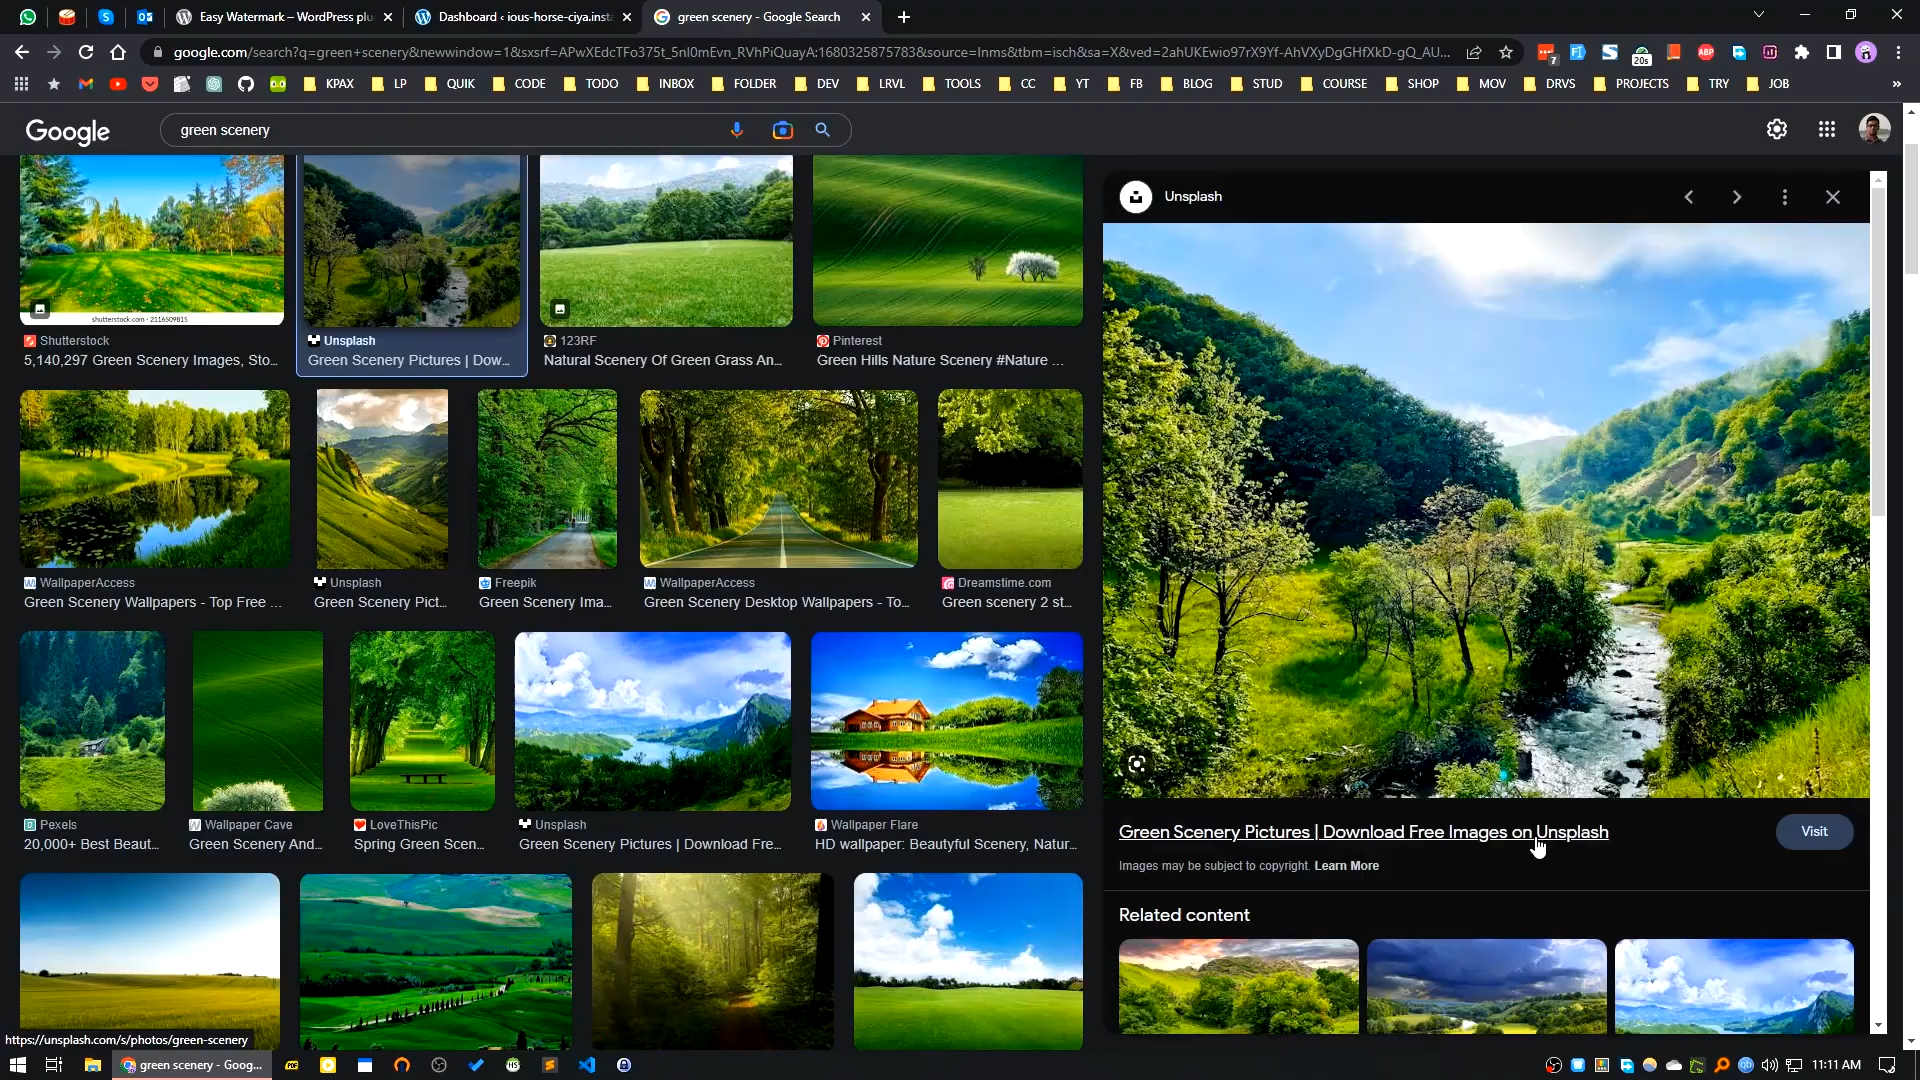 Easy Watermark – WordPress plu
Dashboard ‹ ious-horse-ciya.insta
green scenery - Google Search
google.com/search?q=green+scenery&newwindow=1&sxsrf=APwXEdcTFo375t_5nI0mEvn_RVhPiQuayA:1680325875783&source=lnms&tbm=isch&sa=X&ved=2ahUKEwio97rX9Yf-AhVXyDgGHfXkD-gQ_AU...
7
20s
ABP
KPAX
LP
QUIK
CODE
TODO
INBOX
FOLDER
DEV
LRVL
TOOLS
CC
YT
FB
BLOG
STUD
COURSE
SHOP
MOV
DRVS
PROJECTS
TRY
JOB
»
Google
green scenery
shutterstock.com · 2116509815
Shutterstock
5,140,297 Green Scenery Images, Sto...
Unsplash
Green Scenery Pictures | Dow...
123RF
Natural Scenery Of Green Grass An...
Pinterest
Green Hills Nature Scenery #Nature ...
WallpaperAccess
Green Scenery Wallpapers - Top Free ...
Unsplash
Green Scenery Pict...
Freepik
Green Scenery Ima...
WallpaperAccess
Green Scenery Desktop Wallpapers - To...
Dreamstime.com
Green scenery 2 st...
Pexels
20,000+ Best Beaut...
Wallpaper Cave
Green Scenery And...
LoveThisPic
Spring Green Scen...
Unsplash
Green Scenery Pictures | Download Fre...
Wallpaper Flare
HD wallpaper: Beautyful Scenery, Natur...
Unsplash
Green Scenery Pictures | Download Free Images on Unsplash
Visit
Images may be subject to copyright. Learn More
Related content
https://unsplash.com/s/photos/green-scenery
green scenery - Goog...
11:11 AM